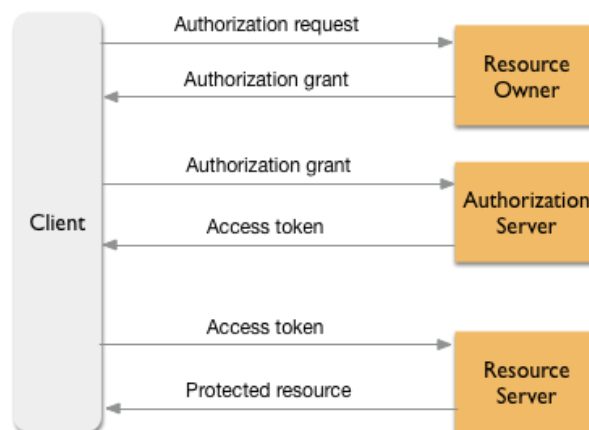 Authorization request
Resource
Owner
Authorization grant
Authorization grant
Authorization
Server
Client
Access token
Access token
Resource
Server
Protected resource